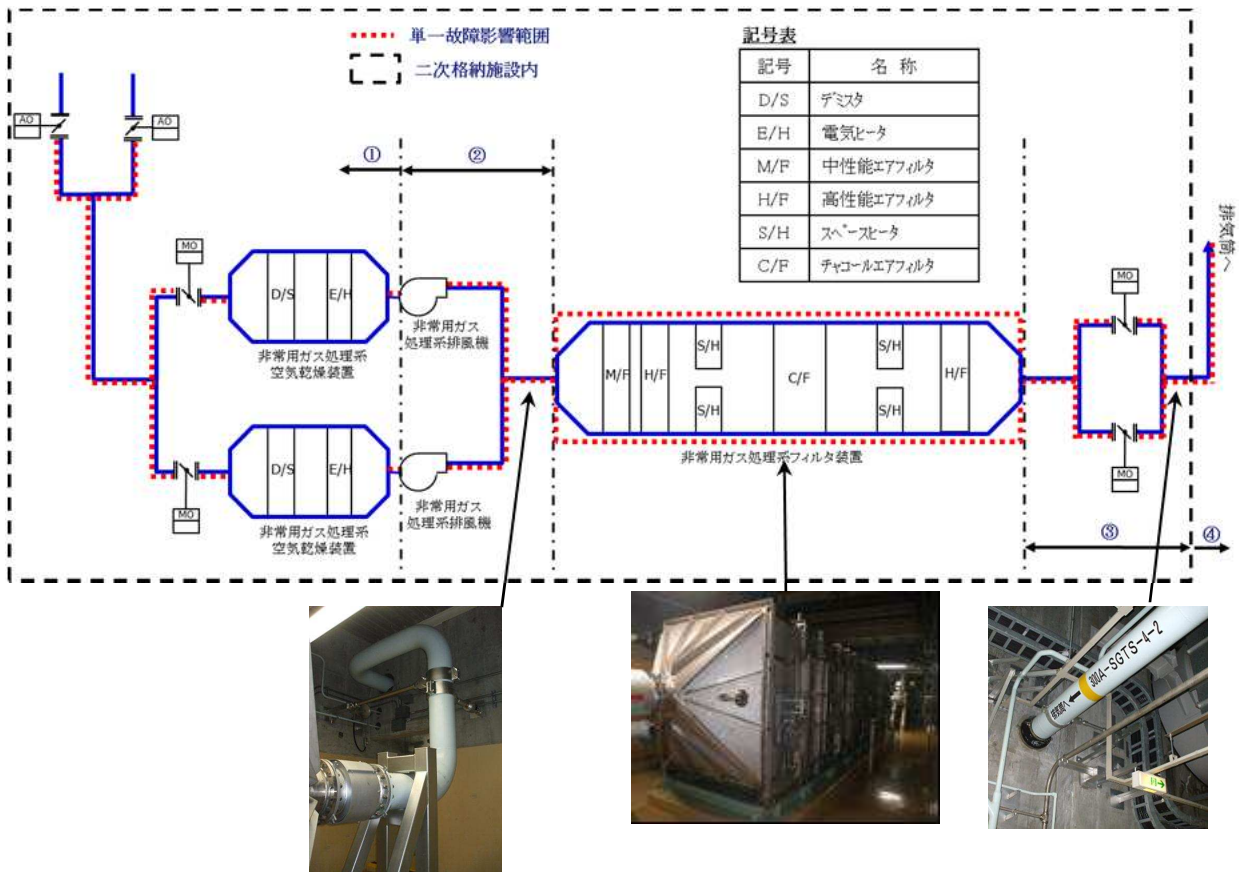 単一故障影響範囲
二次格納施設内
記号表
記号 名 称
D/S デミスタ
E/H 電気ヒータ
M/F 中性能エアフィルタ
H/F 高性能エアフィルタ
S/H スペースヒータ
C/F チャコールエアフィルタ
AO
AO
①
②
排気筒へ
MO
MO
D/S
E/H
非常用ガス
処理系排風機
非常用ガス処理系
空気乾燥装置
M/F
H/F
S/H
S/H
C/F
S/H
S/H
H/F
非常用ガス処理系フィルタ装置
D/S
E/H
MO
MO
非常用ガス
処理系排風機
非常用ガス処理系
空気乾燥装置
③
④
300A-SGTS-4-2
排気筒へ